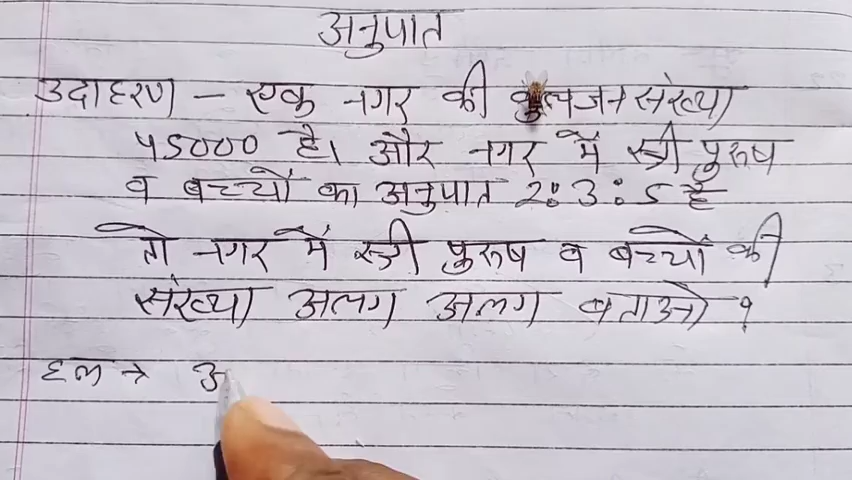 अनुपात
उदाहरण – एक नगर की कुल जनसंख्या
45000 है। और नगर में स्त्री पुरुष
व बच्चों का अनुपात 2:3:5 है
तो नगर में स्त्री पुरुष व बच्चों की
संख्या अलग अलग बताओ ?
हल → अ